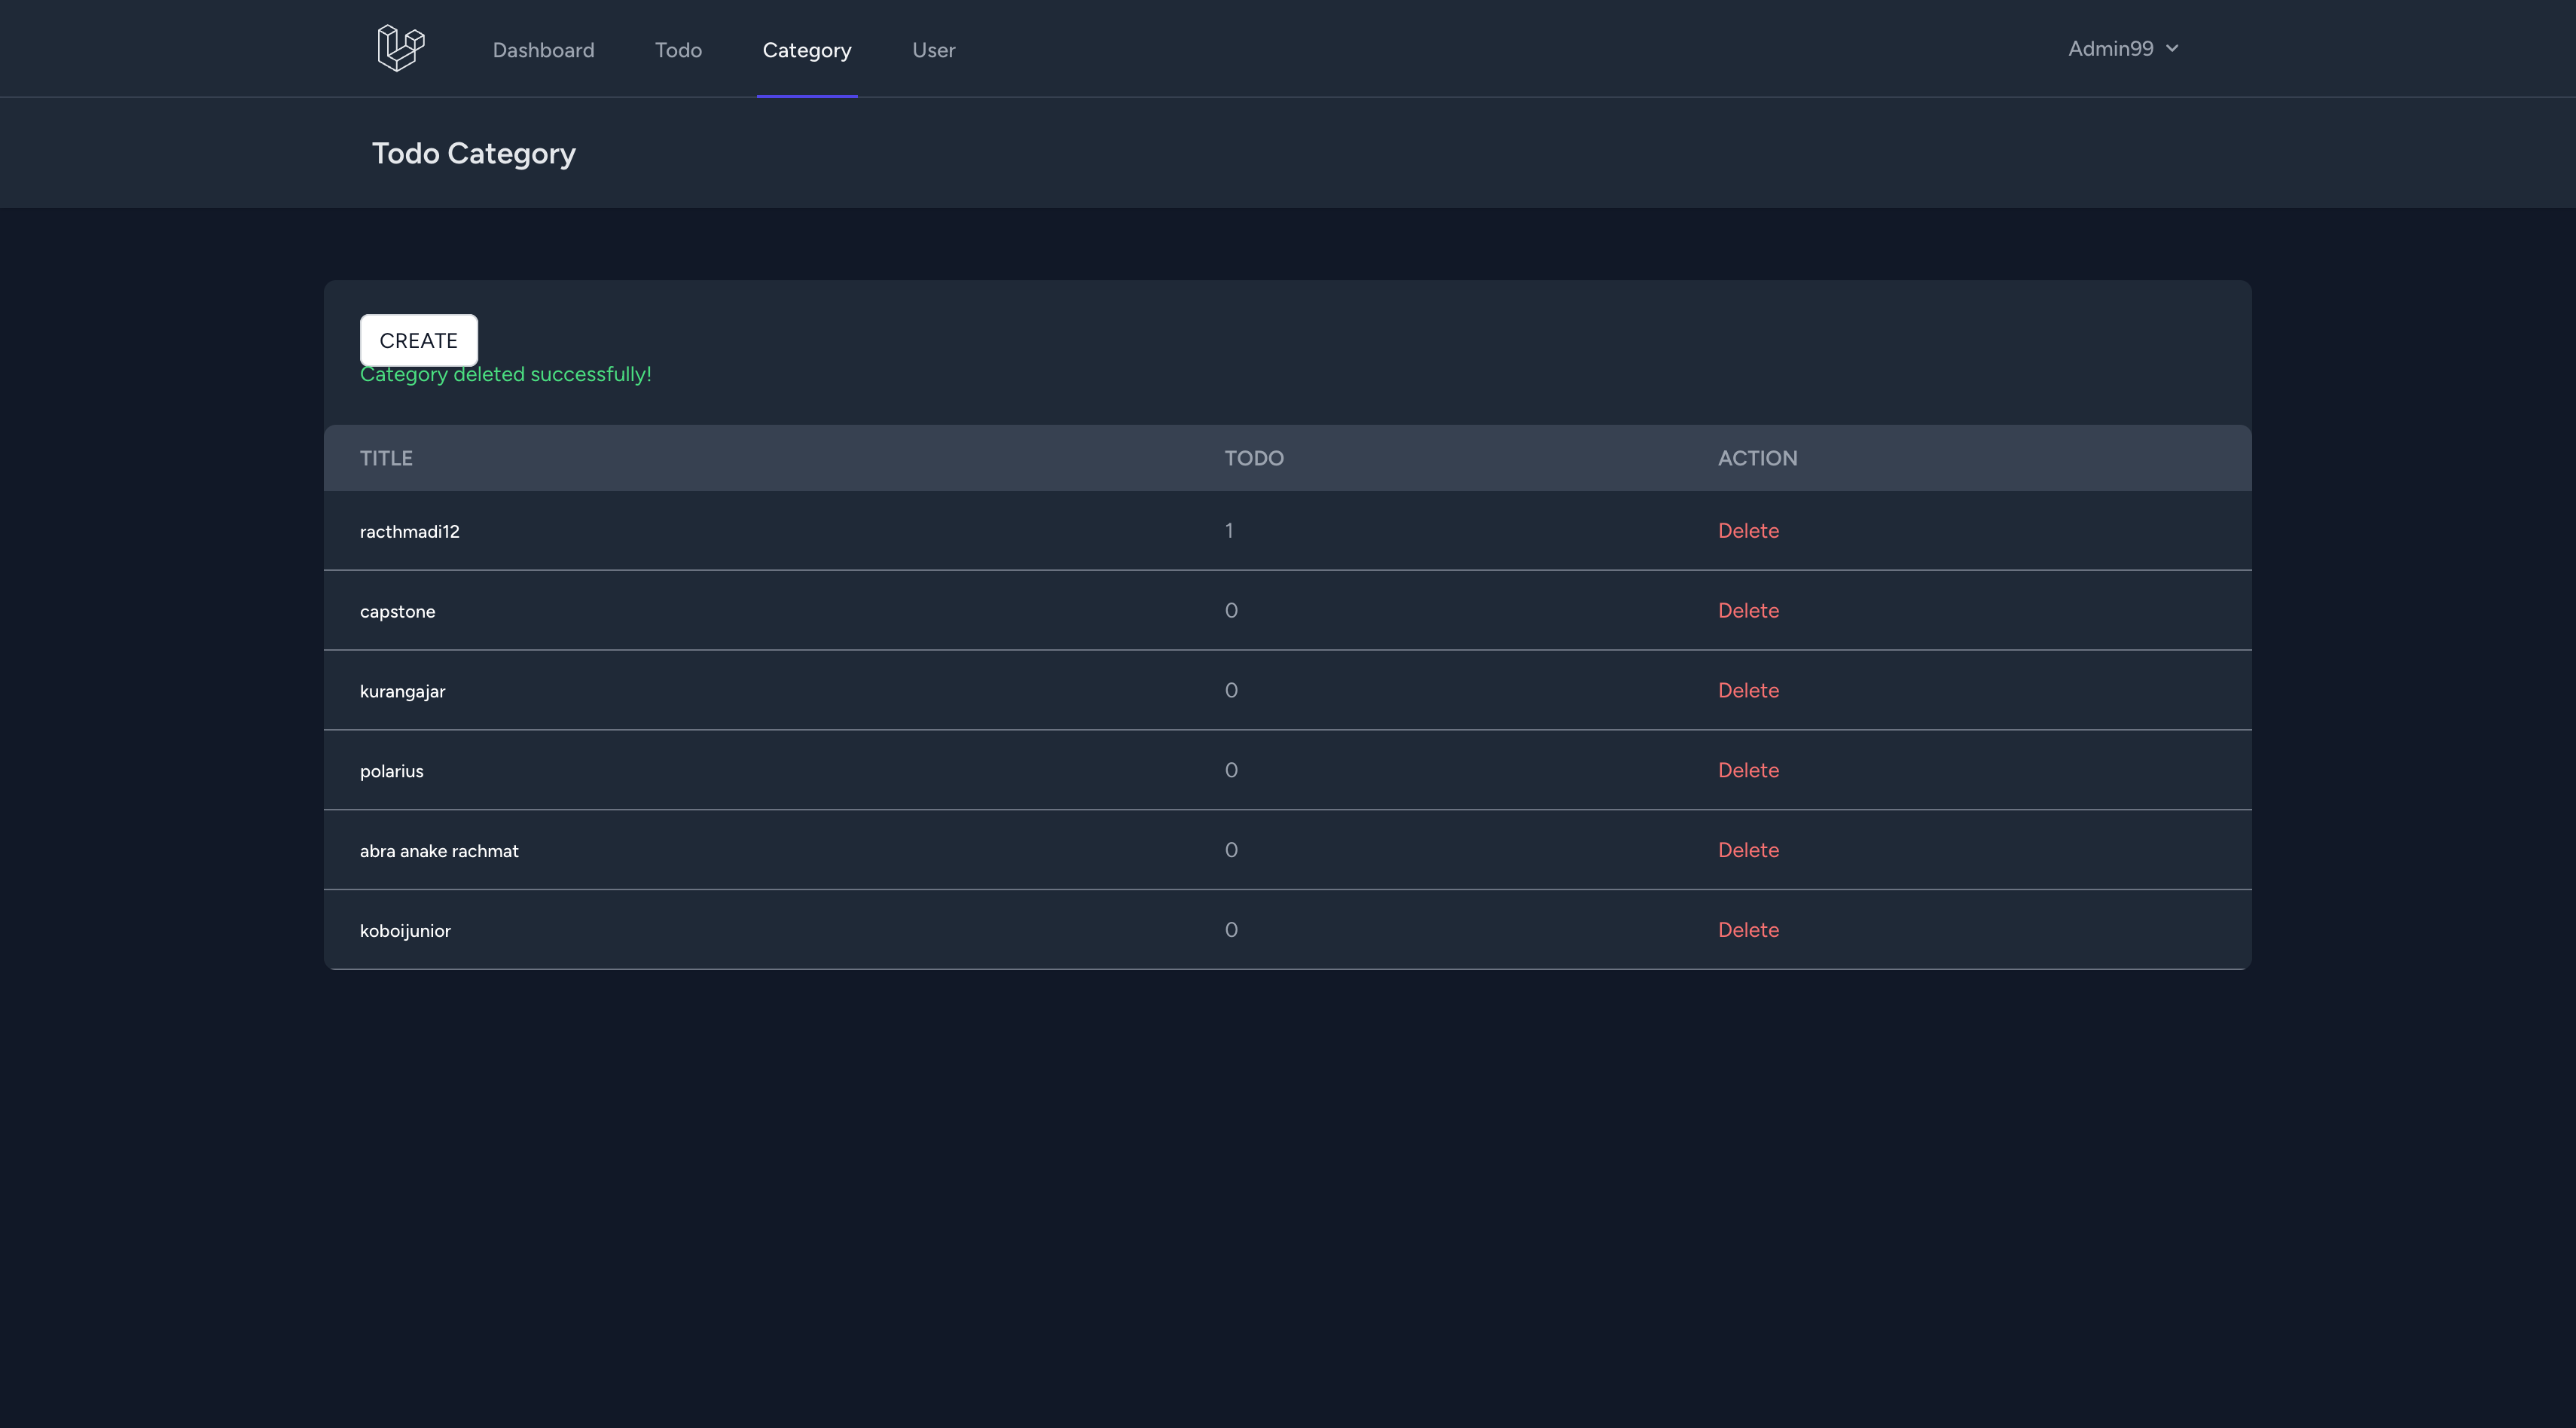 Dashboard Todo Category User Admin99
Todo Category
CREATE
Category deleted successfully!
TITLE TODO ACTION
racthmadi12 1 Delete
capstone 0 Delete
kurangajar 0 Delete
polarius 0 Delete
abra anake rachmat 0 Delete
koboijunior 0 Delete